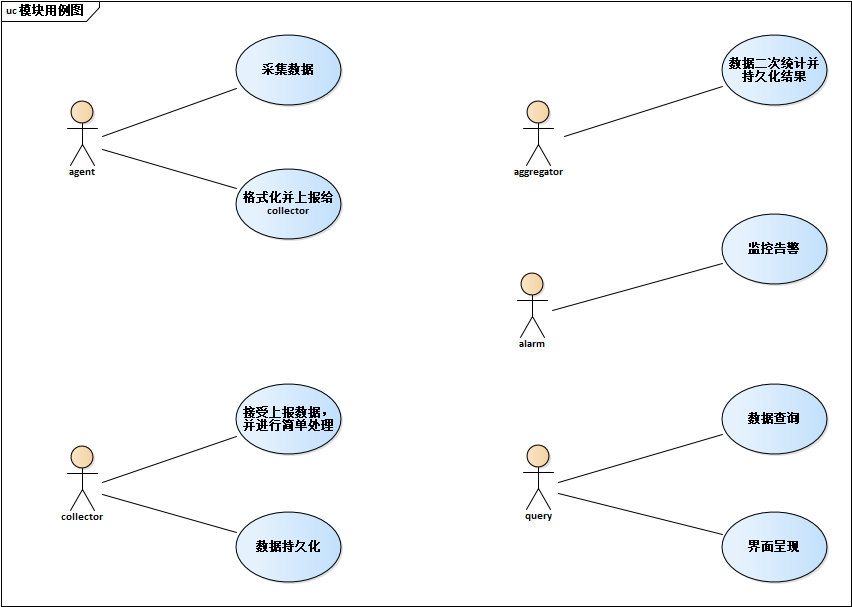 uc 模块用例图
采集数据
agent
格式化并上报给
collector
数据二次统计并
持久化结果
aggregator
监控告警
alarm
接受上报数据，
并进行简单处理
collector
数据持久化
数据查询
query
界面呈现